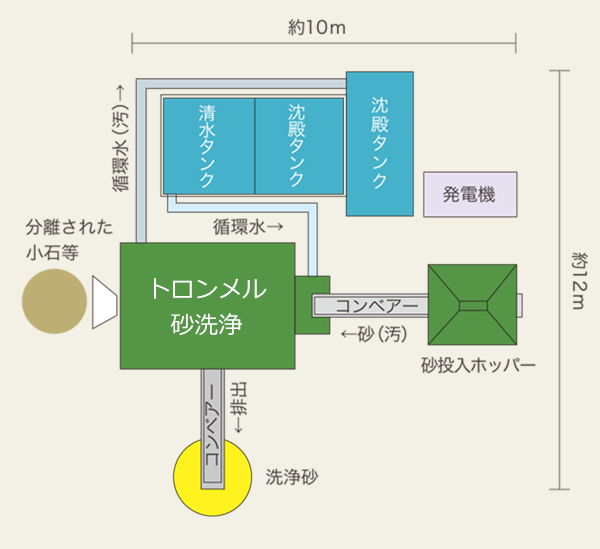 約10m
循環水（汚）→
清水タンク
沈殿タンク
沈殿タンク
発電機
循環水→
分離された
小石等
トロンメル
砂洗浄
コンベアー
←砂（汚）
砂投入ホッパー
約12m
コンベアー
←排出
洗浄砂